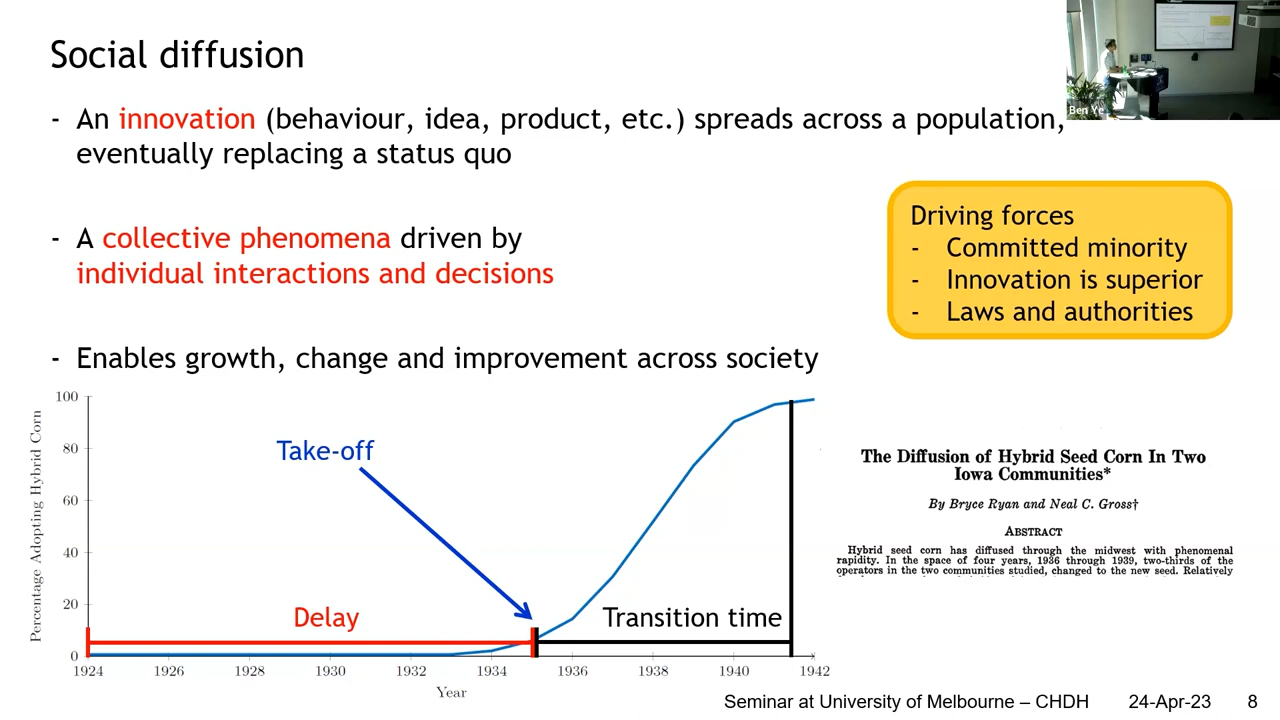 Social diffusion
- An innovation (behaviour, idea, product, etc.) spreads across a population,
eventually replacing a status quo
- A collective phenomena driven by
individual interactions and decisions
- Enables growth, change and improvement across society
Ben Ye
Driving forces
- Committed minority
- Innovation is superior
- Laws and authorities
Percentage Adopting Hybrid Corn
100
80
60
40
20
0
Take-off
Delay
Transition time
1924 1926 1928 1930 1932 1934 1936 1938 1940 1942
Year
The Diffusion of Hybrid Seed Corn In Two
Iowa Communities*
By Bryce Ryan and Neal C. Gross†
ABSTRACT
Hybrid seed corn has diffused through the midwest with phenomenal
rapidity. In the space of four years, 1936 through 1939, two-thirds of the
operators in the two communities studied, changed to the new seed. Relatively
Seminar at University of Melbourne – CHDH 24-Apr-23 8